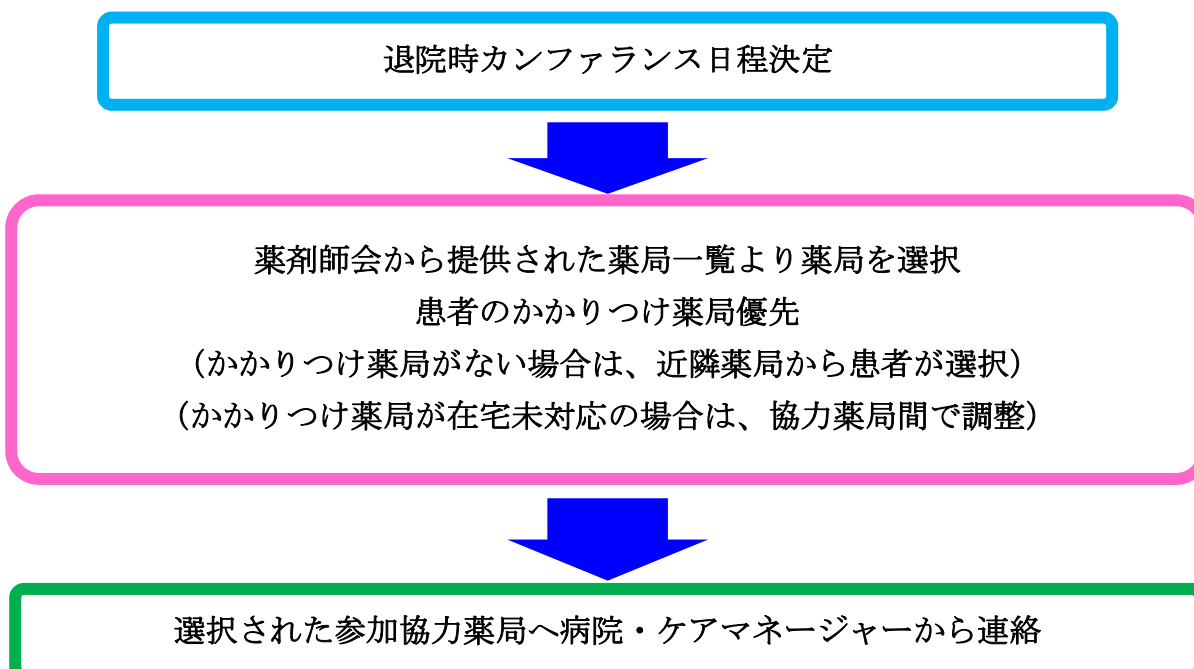 退院時カンファランス日程決定
薬剤師会から提供された薬局一覧より薬局を選択
患者のかかりつけ薬局優先
（かかりつけ薬局がない場合は、近隣薬局から患者が選択）
（かかりつけ薬局が在宅未対応の場合は、協力薬局間で調整）
選択された参加協力薬局へ病院・ケアマネージャーから連絡